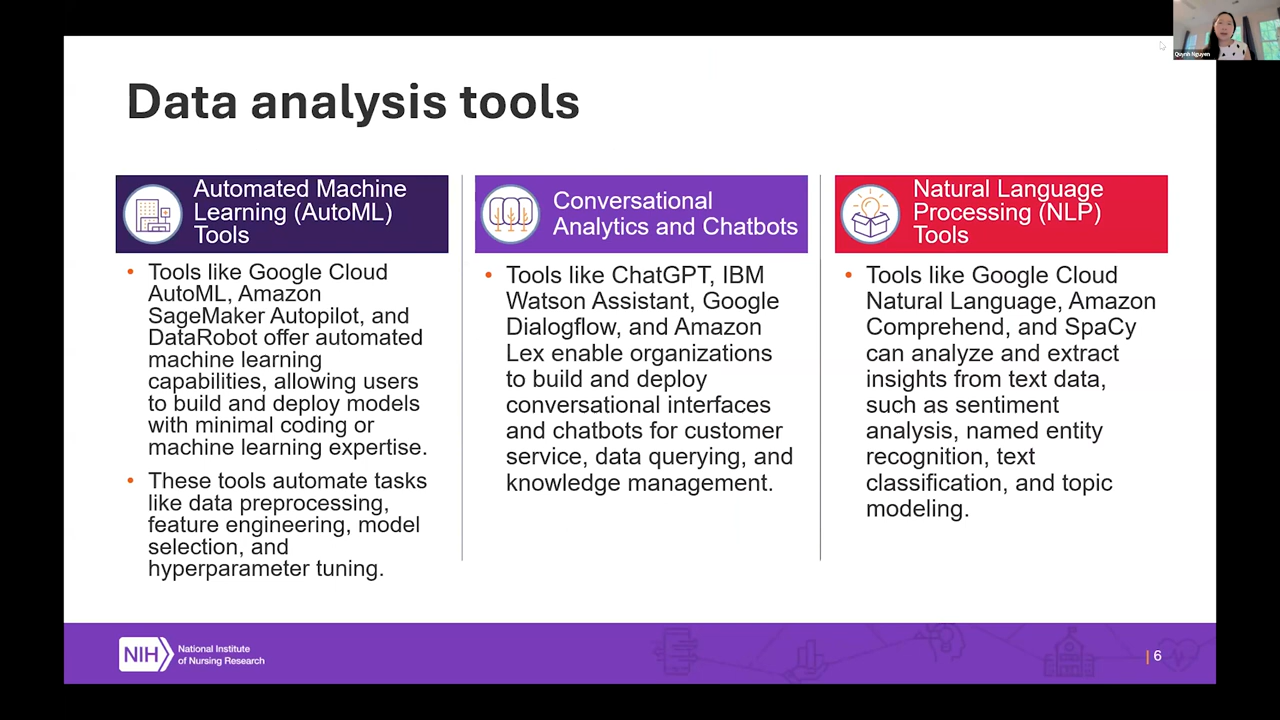 Quynh Nguyen
Data analysis tools
Automated Machine
Learning (AutoML)
Tools
• Tools like Google Cloud
AutoML, Amazon
SageMaker Autopilot, and
DataRobot offer automated
machine learning
capabilities, allowing users
to build and deploy models
with minimal coding or
machine learning expertise.
• These tools automate tasks
like data preprocessing,
feature engineering, model
selection, and
hyperparameter tuning.
Conversational
Analytics and Chatbots
• Tools like ChatGPT, IBM
Watson Assistant, Google
Dialogflow, and Amazon
Lex enable organizations
to build and deploy
conversational interfaces
and chatbots for customer
service, data querying, and
knowledge management.
Natural Language
Processing (NLP)
Tools
• Tools like Google Cloud
Natural Language, Amazon
Comprehend, and SpaCy
can analyze and extract
insights from text data,
such as sentiment
analysis, named entity
recognition, text
classification, and topic
modeling.
NIH
National Institute
of Nursing Research
| 6